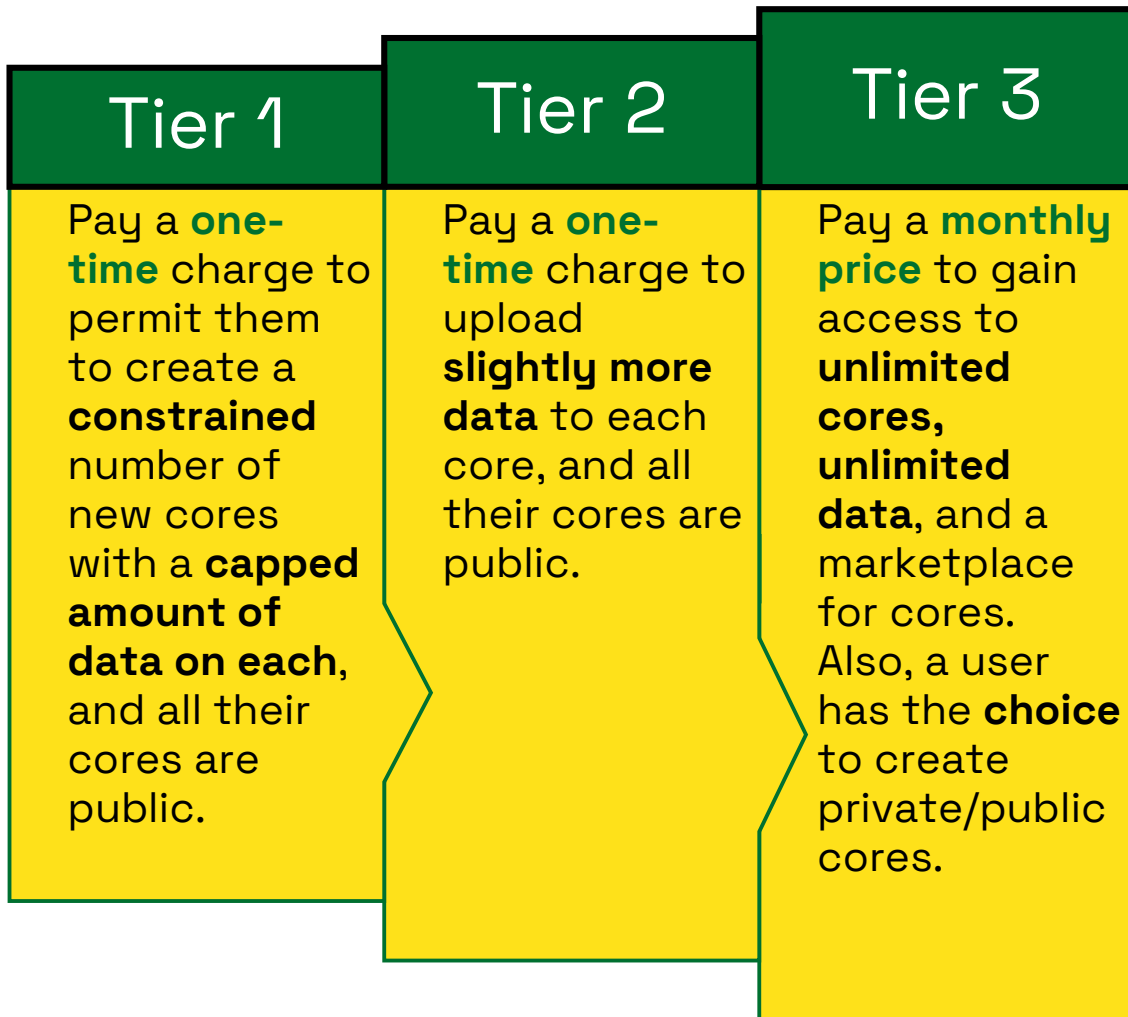 Tier 1
Pay a one-
time charge to
permit them
to create a
constrained
number of
new cores
with a capped
amount of
data on each,
and all their
cores are
public.
Tier 2
Pay a one-
time charge to
upload
slightly more
data to each
core, and all
their cores are
public.
Tier 3
Pay a monthly
price to gain
access to
unlimited
cores,
unlimited
data, and a
marketplace
for cores.
Also, a user
has the choice
to create
private/public
cores.